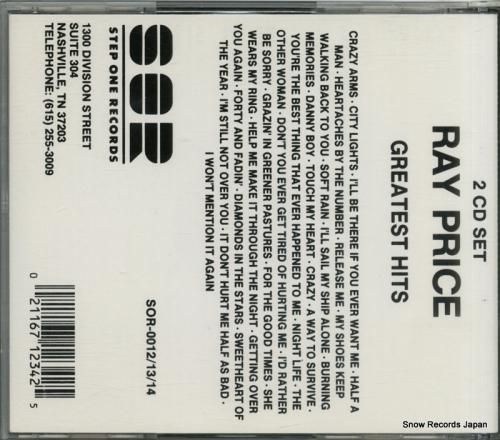 2 CD SET
RAY PRICE
GREATEST HITS
CRAZY ARMS · CITY LIGHTS · I'LL BE THERE IF YOU EVER WANT ME · HALF A
MAN · HEARTACHES BY THE NUMBER · RELEASE ME · MY SHOES KEEP
WALKING BACK TO YOU · SOFT RAIN · I'LL SAIL MY SHIP ALONE · BURNING
MEMORIES · DANNY BOY · TOUCH MY HEART · CRAZY · A WAY TO SURVIVE ·
YOU'RE THE BEST THING THAT EVER HAPPENED TO ME · NIGHT LIFE · THE
OTHER WOMAN · DON'T YOU EVER GET TIRED OF HURTING ME · I'D RATHER
BE SORRY · GRAZIN' IN GREENER PASTURES · FOR THE GOOD TIMES · SHE
WEARS MY RING · HELP ME MAKE IT THROUGH THE NIGHT · GETTING OVER
YOU AGAIN · FORTY AND FADIN' · DIAMONDS IN THE STARS · SWEETHEART OF
THE YEAR · I'M STILL NOT OVER YOU · IT DON'T HURT ME HALF AS BAD ·
I WON'T MENTION IT AGAIN
SOR
STEP ONE RECORDS
1300 DIVISION STREET
SUITE 304
NASHVILLE, TN 37203
TELEPHONE: (615) 255-3009
SOR-0012/13/14
0 21167 12342 5
Snow Records Japan